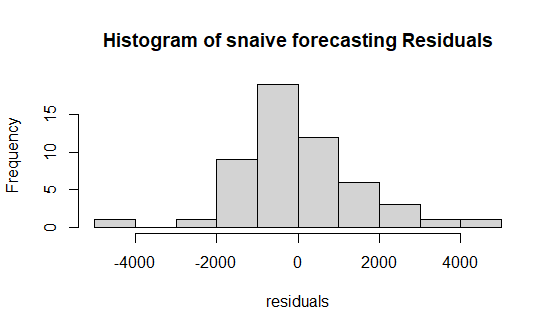 Histogram of snaive forecasting Residuals
Frequency
15
10
5
0
-4000 -2000 0 2000 4000
residuals